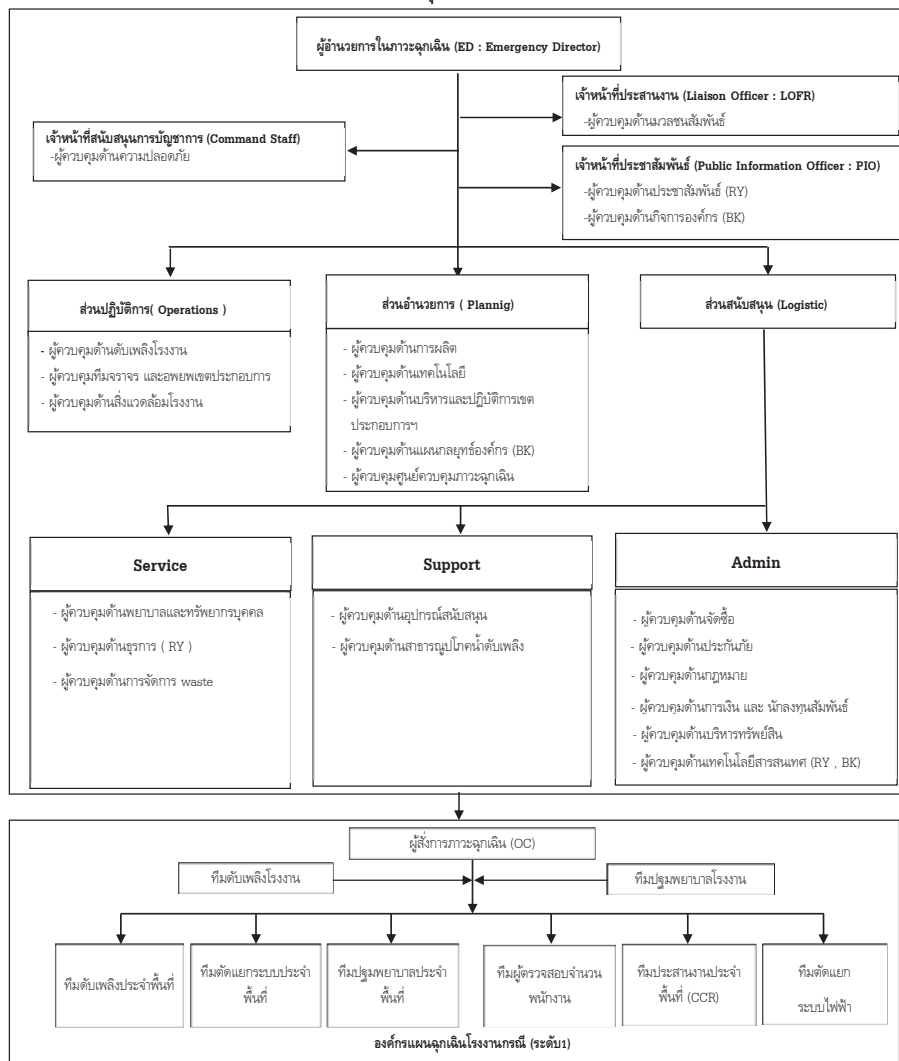 ผู้อำนวยการในภาวะฉุกเฉิน (ED : Emergency Director)
เจ้าหน้าที่ประสานงาน (Liaison Officer : LOFR)
-ผู้ควบคุมด้านมวลชนสัมพันธ์
เจ้าหน้าที่สนับสนุนการบัญชาการ (Command Staff)
-ผู้ควบคุมด้านความปลอดภัย
เจ้าหน้าที่ประชาสัมพันธ์ (Public Information Officer : PIO)
-ผู้ควบคุมด้านประชาสัมพันธ์ (RY)
-ผู้ควบคุมด้านกิจการองค์กร (BK)
ส่วนปฏิบัติการ( Operations )
- ผู้ควบคุมด้านดับเพลิงโรงงาน
- ผู้ควบคุมทีมจราจร และอพยพเขตประกอบการ
- ผู้ควบคุมด้านสิ่งแวดล้อมโรงงาน
ส่วนอำนวยการ ( Plannig)
- ผู้ควบคุมด้านการผลิต
- ผู้ควบคุมด้านเทคโนโลยี
- ผู้ควบคุมด้านบริหารและปฏิบัติการเขต
ประกอบการฯ
- ผู้ควบคุมด้านแผนกลยุทธ์องค์กร (BK)
- ผู้ควบคุมศูนย์ควบคุมภาวะฉุกเฉิน
ส่วนสนับสนุน (Logistic)
Service
- ผู้ควบคุมด้านพยาบาลและทรัพยากรบุคคล
- ผู้ควบคุมด้านธุรการ ( RY )
- ผู้ควบคุมด้านการจัดการ waste
Support
- ผู้ควบคุมด้านอุปกรณ์สนับสนุน
- ผู้ควบคุมด้านสาธารณูปโภคน้ำดับเพลิง
Admin
- ผู้ควบคุมด้านจัดซื้อ
- ผู้ควบคุมด้านประกันภัย
- ผู้ควบคุมด้านกฎหมาย
- ผู้ควบคุมด้านการเงิน และ นักลงทุนสัมพันธ์
- ผู้ควบคุมด้านบริหารทรัพย์สิน
- ผู้ควบคุมด้านเทคโนโลยีสารสนเทศ (RY , BK)
ผู้สั่งการภาวะฉุกเฉิน (OC)
ทีมดับเพลิงโรงงาน
ทีมปฐมพยาบาลโรงงาน
ทีมดับเพลิงประจำพื้นที่
ทีมตัดแยกระบบประจำ
พื้นที่
ทีมปฐมพยาบาลประจำ
พื้นที่
ทีมผู้ตรวจสอบจำนวน
พนักงาน
ทีมประสานงานประจำ
พื้นที่ (CCR)
ทีมตัดแยก
ระบบไฟฟ้า
องค์กรแผนฉุกเฉินโรงงานกรณี (ระดับ1)